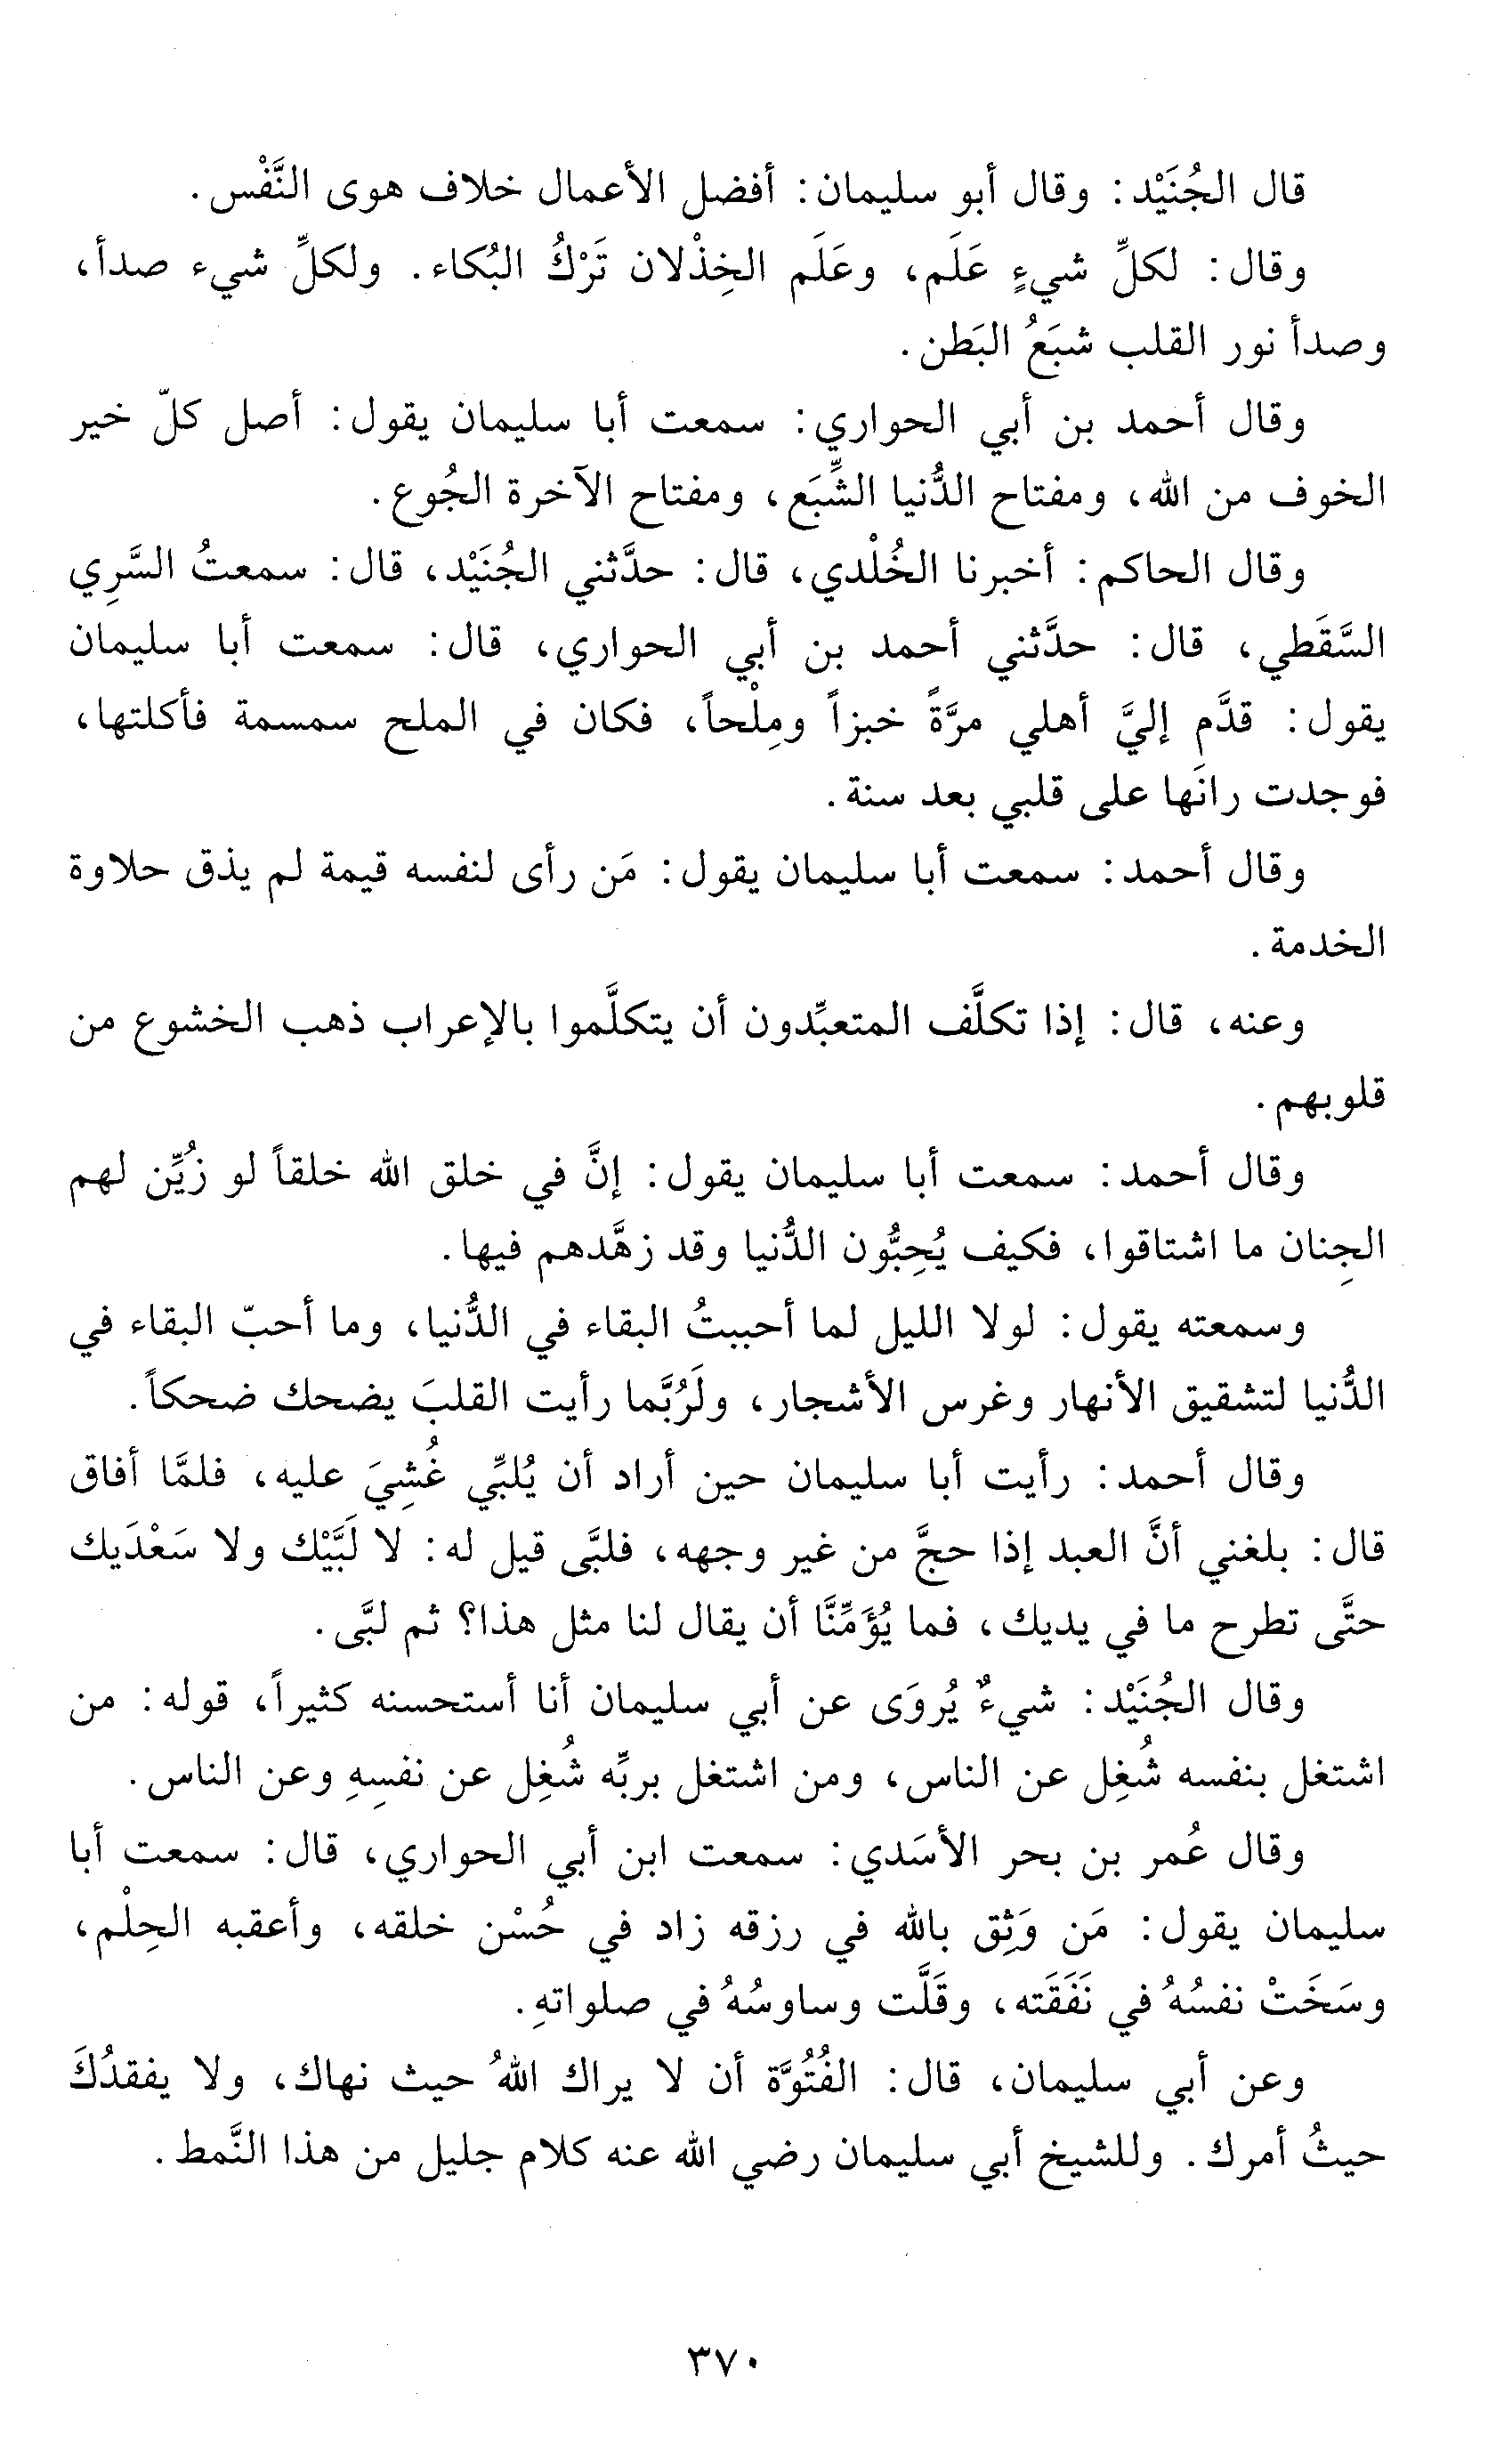 قال الجُنَيْد: وقال أبو سليمان: أفضل الأعمال خلاف هوى النَّفْس.
وقال: لكلِّ شيءٍ عَلَم، وعَلَم الخِذْلان تَرْكُ البُكاء. ولكلِّ شيء صدأ،
وصدأ نور القلب شبَعُ البَطن.
وقال أحمد بن أبي الحواري: سمعت أبا سليمان يقول: أصل كلّ خير
الخوف من الله، ومفتاح الدُّنيا الشِّبَع، ومفتاح الآخرة الجُوع.
وقال الحاكم: أخبرنا الخُلْدي، قال: حدَّثني الجُنَيْد، قال: سمعتُ السَّرِي
السَّقَطي، قال: حدَّثني أحمد بن أبي الحواري، قال: سمعت أبا سليمان
يقول: قدَّم إليَّ أهلي مرَّةً خبزاً ومِلْحاً، فكان في الملح سمسمة فأكلتها،
فوجدت رانَها على قلبي بعد سنة.
وقال أحمد: سمعت أبا سليمان يقول: مَن رأى لنفسه قيمة لم يذق حلاوة
الخدمة.
وعنه، قال: إذا تكلَّف المتعبِّدون أن يتكلَّموا بالإعراب ذهب الخشوع من
قلوبهم.
وقال أحمد: سمعت أبا سليمان يقول: إنَّ في خلق الله خلقاً لو زُيِّن لهم
الجِنان ما اشتاقوا، فكيف يُحِبُّون الدُّنيا وقد زهَّدهم فيها.
وسمعته يقول: لولا الليل لما أحببتُ البقاء في الدُّنيا، وما أحبّ البقاء في
الدُّنيا لتشقيق الأنهار وغرس الأشجار، ولَرُبَّما رأيت القلبَ يضحك ضحكاً.
وقال أحمد: رأيت أبا سليمان حين أراد أن يُلبِّي غُشِيَ عليه، فلمَّا أفاق
قال: بلغني أنَّ العبد إذا حجَّ من غير وجهه، فلبَّى قيل له: لا لَبَّيْك ولا سَعْدَيك
حتَّى تطرح ما في يديك، فما يُؤَمِّنَّا أن يقال لنا مثل هذا؟ ثم لبَّى.
وقال الجُنَيْد: شيءٌ يُروَى عن أبي سليمان أنا أستحسنه كثيراً، قوله: من
اشتغل بنفسه شُغِل عن الناس، ومن اشتغل بربِّه شُغِل عن نفسِهِ وعن الناس.
وقال عُمر بن بحر الأسَدي: سمعت ابن أبي الحواري، قال: سمعت أبا
سليمان يقول: مَن وَثِق بالله في رزقه زاد في حُسْن خلقه، وأعقبه الحِلْم،
وسَخَتْ نفسُهُ في نَفَقَته، وقَلَّت وساوسُهُ في صلواتهِ.
وعن أبي سليمان، قال: الفُتُوَّة أن لا يراك اللهُ حيث نهاك، ولا يفقدُكَ
حيثُ أمرك. وللشيخ أبي سليمان رضي الله عنه كلام جليل من هذا النَّمط.
٣٧٠